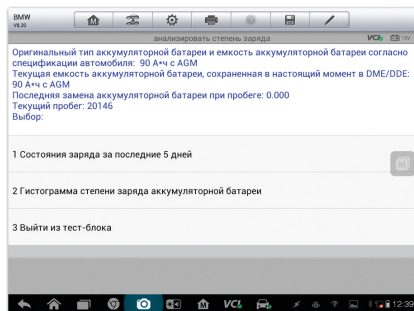 BMW
V8.20
анализировать степень заряда
VCI
Оригинальный тип аккумуляторной батареи и емкость аккумуляторной батареи согласно
спецификации автомобиля: 90 А•ч с AGM
Текущая емкость аккумуляторной батареи, сохраненная в настоящий момент в DME/DDE:
90 А•ч с AGM
Последняя замена аккумуляторной батареи при пробеге: 0.000
Текущий пробег: 20146
Выбор:
1 Состояния заряда за последние 5 дней
M
2 Гистограмма степени заряда аккумуляторной батареи
3 Выйти из тест-блока
VCI
12:39